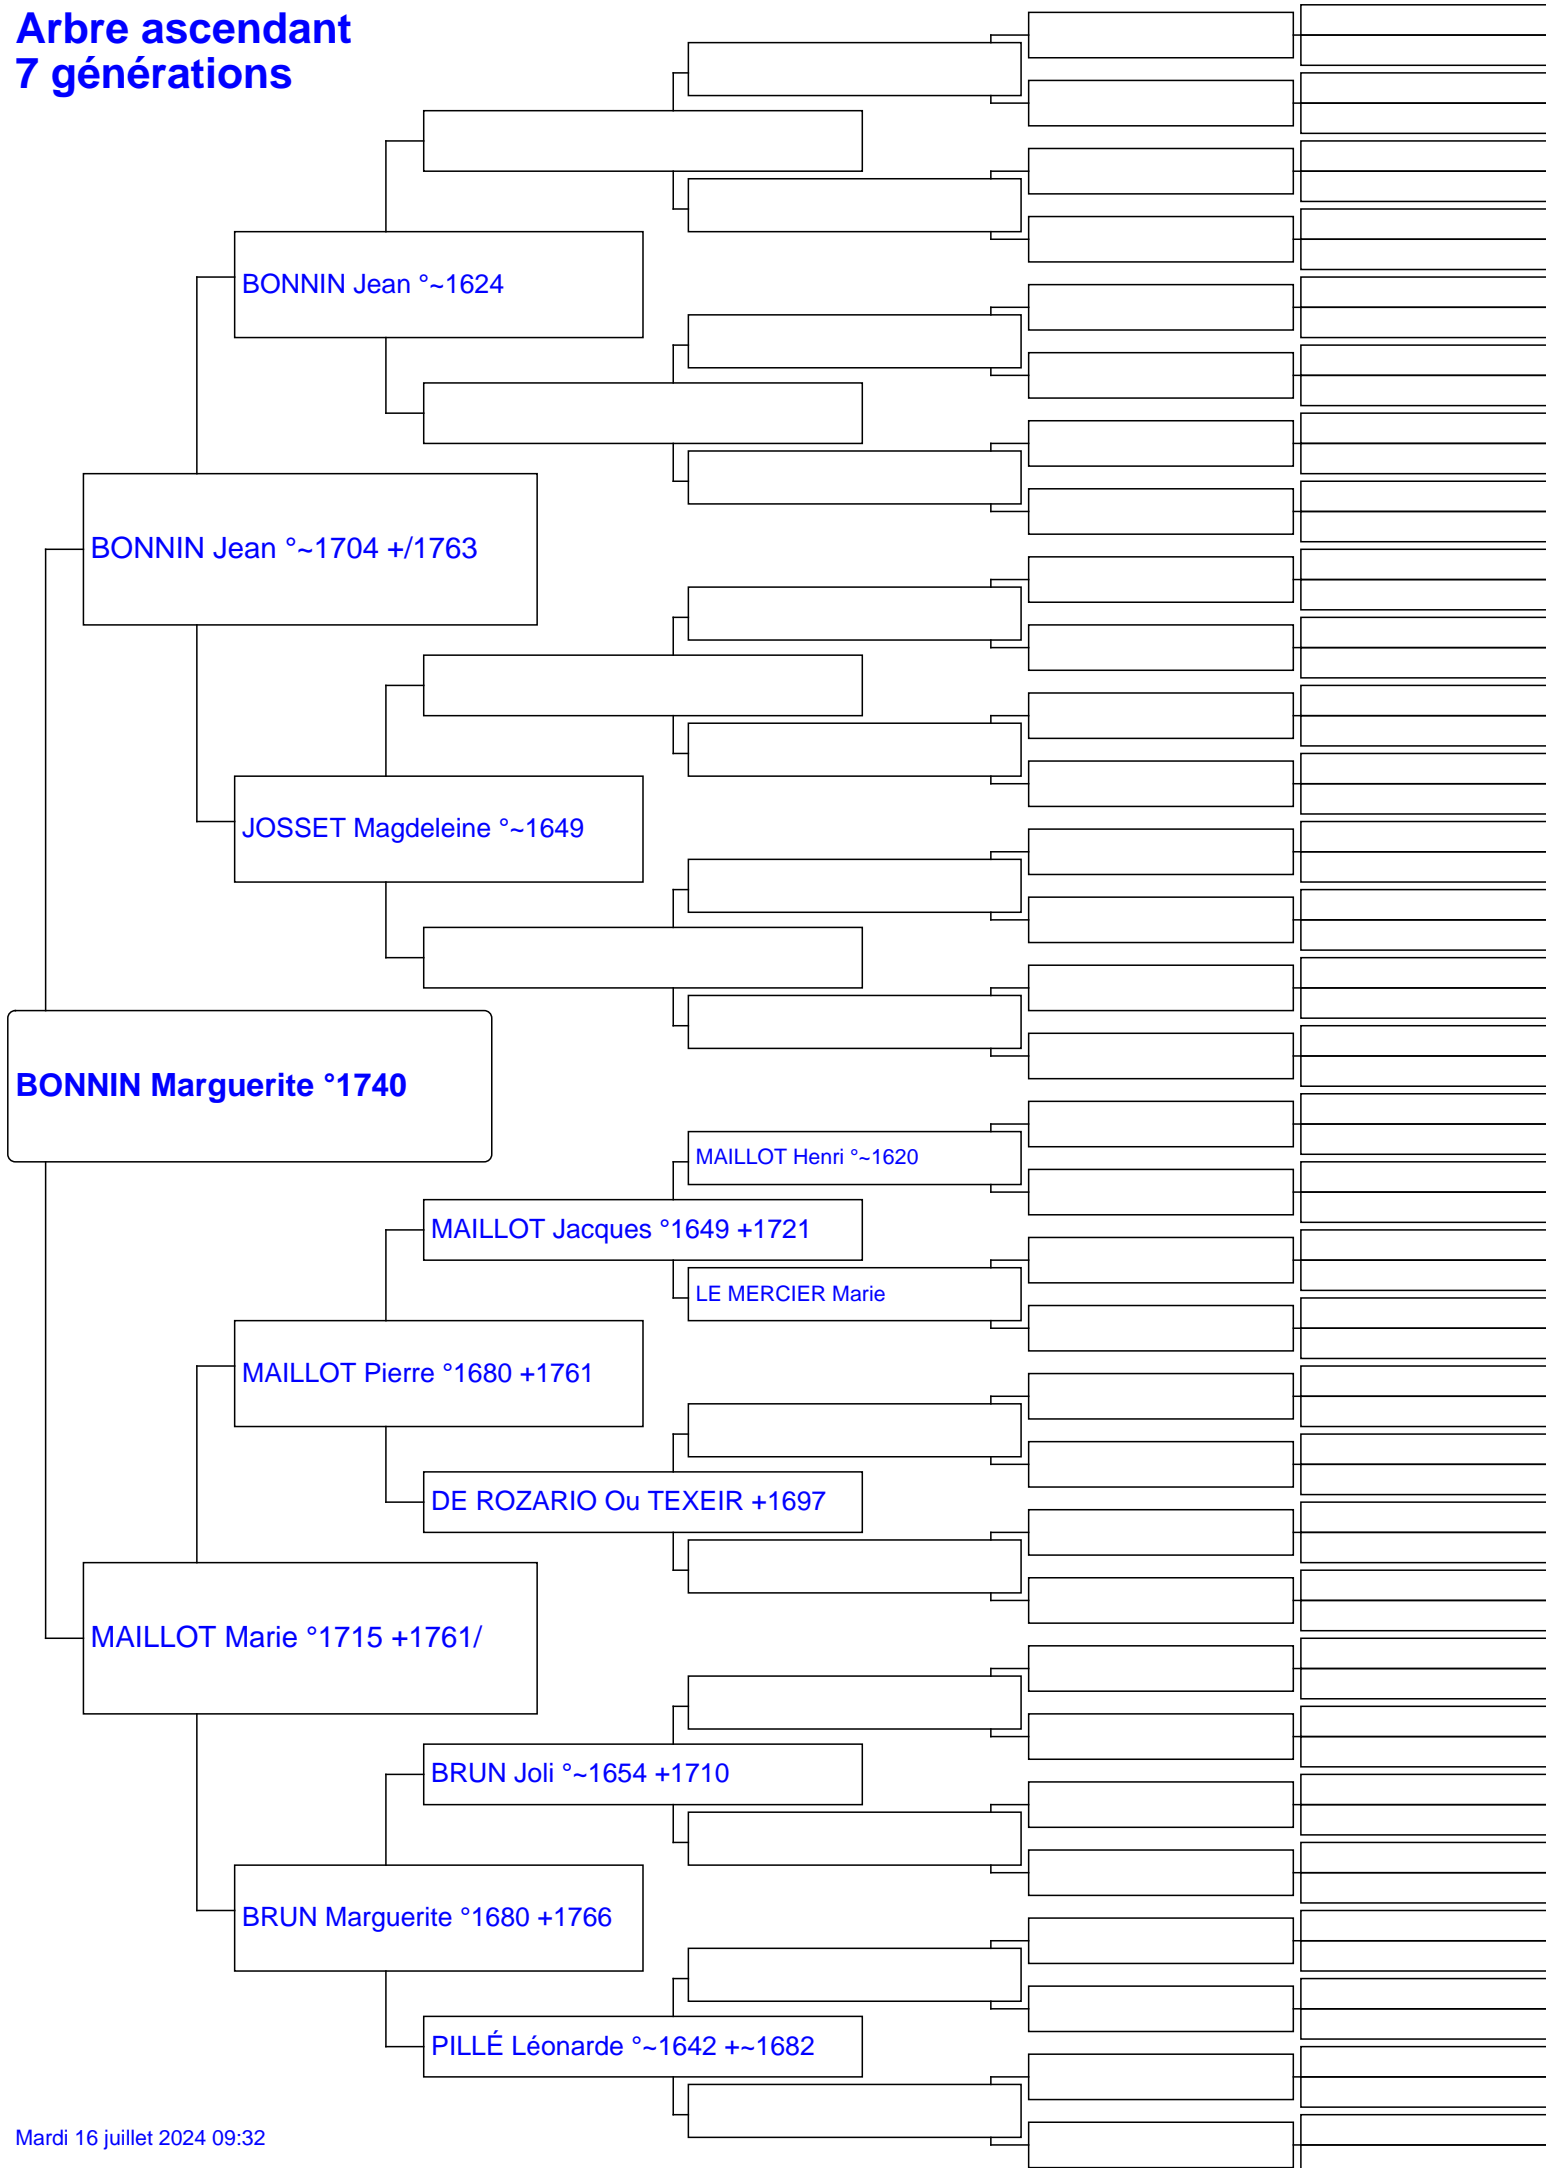 Arbre ascendant
7 générations
BONNIN Jean °~1624
BONNIN Jean °~1704 +/1763
JOSSET Magdeleine °~1649
BONNIN Marguerite °1740
MAILLOT Henri °~1620
MAILLOT Jacques °1649 +1721
LE MERCIER Marie
MAILLOT Pierre °1680 +1761
DE ROZARIO Ou TEXEIR +1697
MAILLOT Marie °1715 +1761/
BRUN Joli °~1654 +1710
BRUN Marguerite °1680 +1766
PILLÉ Léonarde °~1642 +~1682
Mardi 16 juillet 2024 09:32